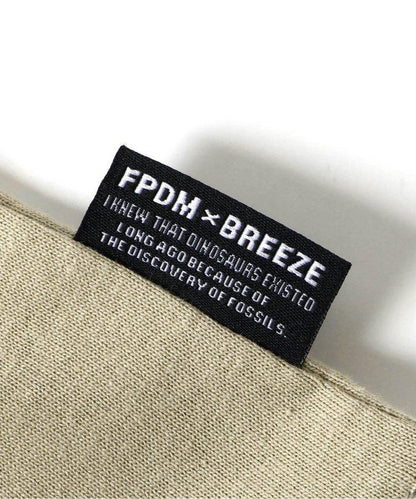 FPDM × BREEZE
I KNEW THAT DINOSAURS EXISTED
LONG AGO BECAUSE OF
THE DISCOVERY OF FOSSILS.